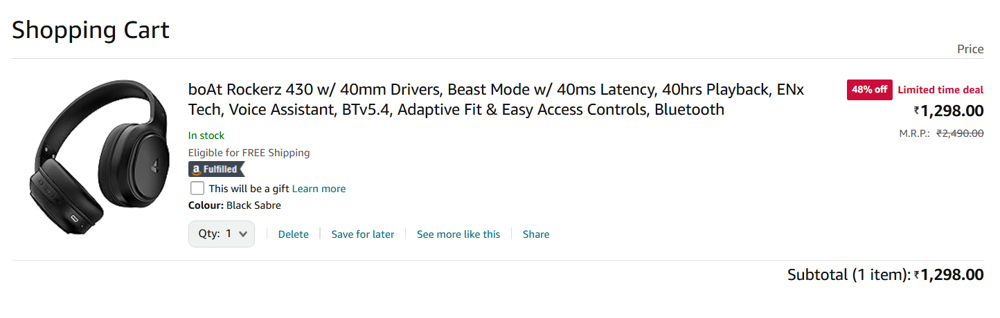 Shopping Cart
Price
boAt Rockerz 430 w/ 40mm Drivers, Beast Mode w/ 40ms Latency, 40hrs Playback, ENx
Tech, Voice Assistant, BTv5.4, Adaptive Fit & Easy Access Controls, Bluetooth
48% off Limited time deal
₹1,298.00
M.R.P.: ₹2,490.00
In stock
Eligible for FREE Shipping
a Fulfilled
This will be a gift Learn more
Colour: Black Sabre
Qty: 1 Delete Save for later See more like this Share
Subtotal (1 item): ₹1,298.00